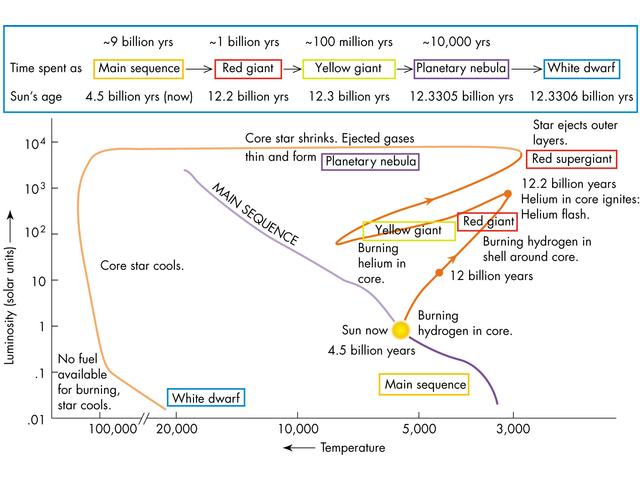 ~9 billion yrs ~1 billion yrs ~100 million yrs ~10,000 yrs
Time spent as Main sequence Red giant Yellow giant Planetary nebula White dwarf
Sun's age 4.5 billion yrs (now) 12.2 billion yrs 12.3 billion yrs 12.3305 billion yrs 12.3306 billion yrs
Star ejects outer
layers.
Red supergiant
Core star shrinks. Ejected gases
thin and form Planetary nebula
12.2 billion years
Helium in core ignites:
Helium flash.
MAIN SEQUENCE
Yellow giant
Red giant
Burning
helium in
core.
Burning hydrogen in
shell around core.
Core star cools.
12 billion years
Burning
hydrogen in core.
Sun now
4.5 billion years
No fuel
available
for burning,
star cools.
White dwarf
Main sequence
Luminosity (solar units)
10⁴
10³
10²
10
1
.1
.01
100,000 20,000 10,000 5,000 3,000
Temperature